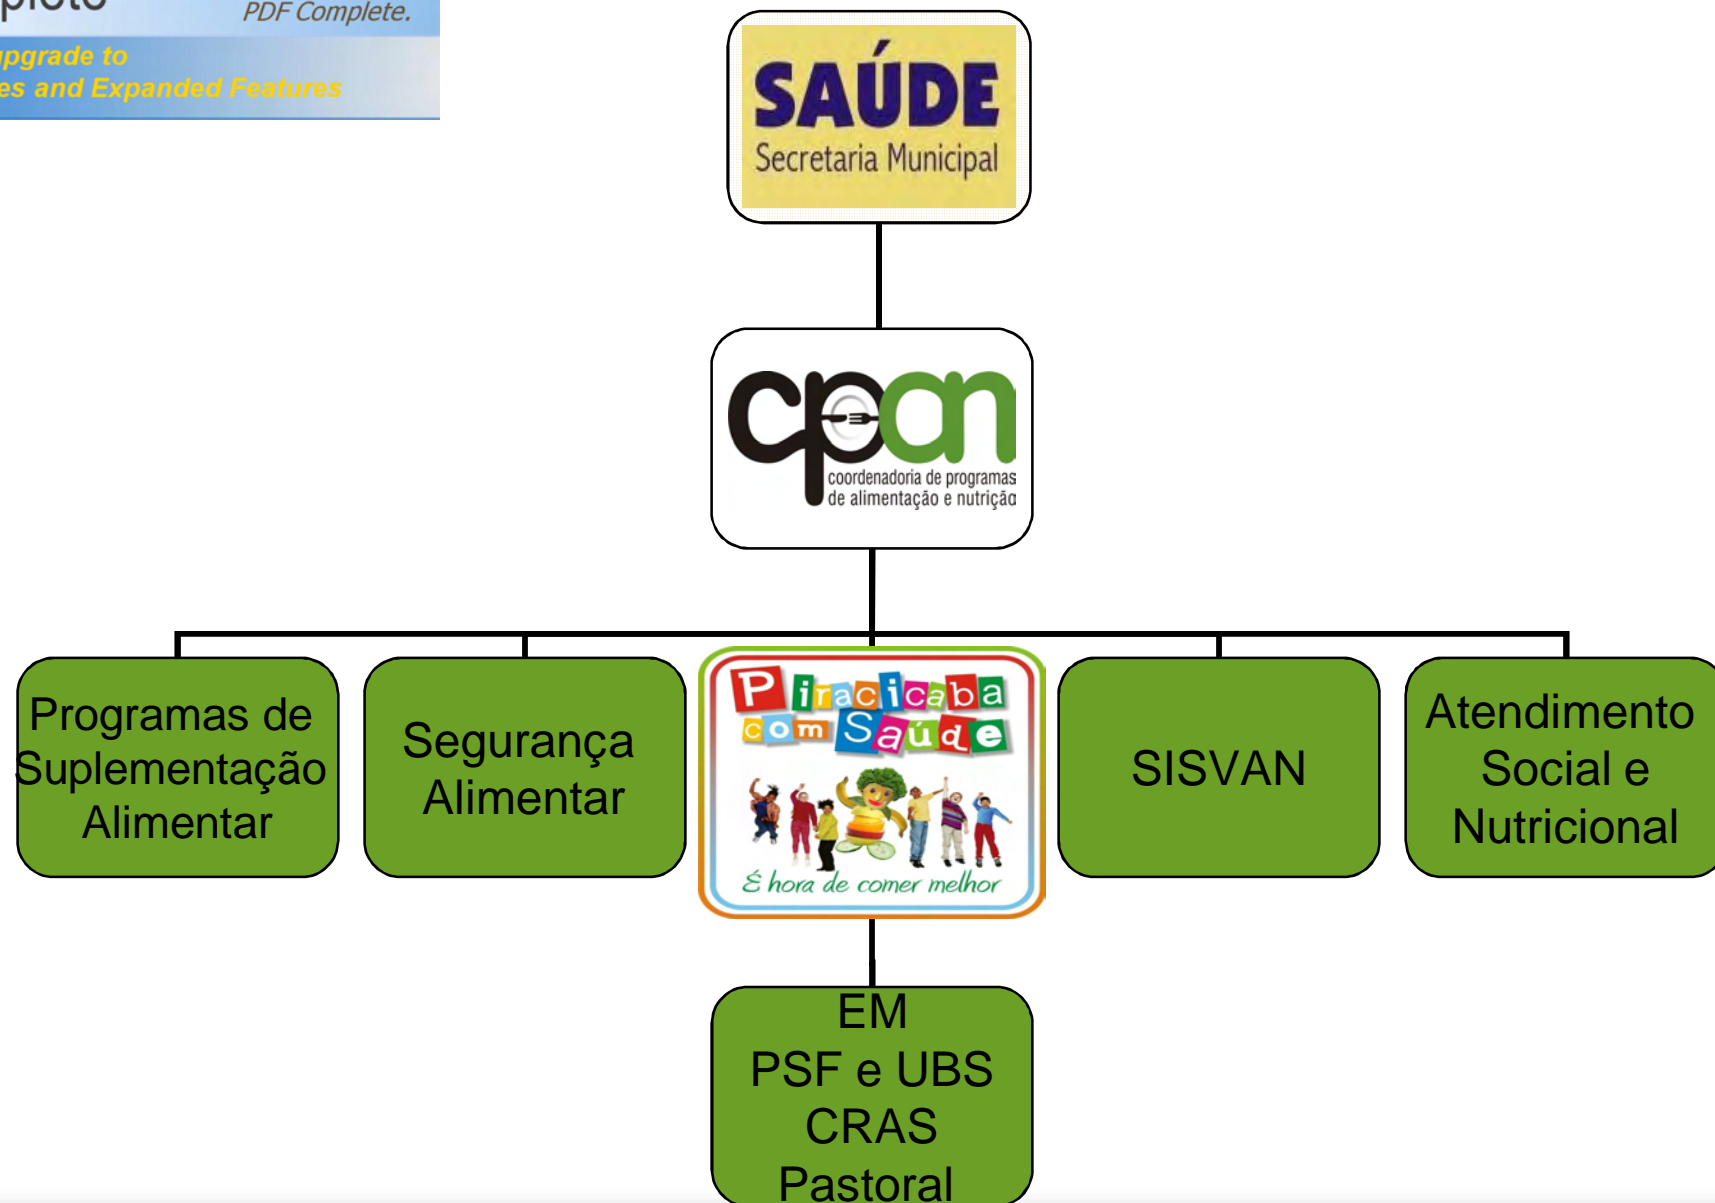 PDF Complete.
upgrade to
and Expanded Features
SAÚDE
Secretaria Municipal
cpan
coordenadoria de programas
de alimentação e nutrição
Programas de
Suplementação
Alimentar
Segurança
Alimentar
Piracicaba
com Saúde
É hora de comer melhor
SISVAN
Atendimento
Social e
Nutricional
EM
PSF e UBS
CRAS
Pastoral